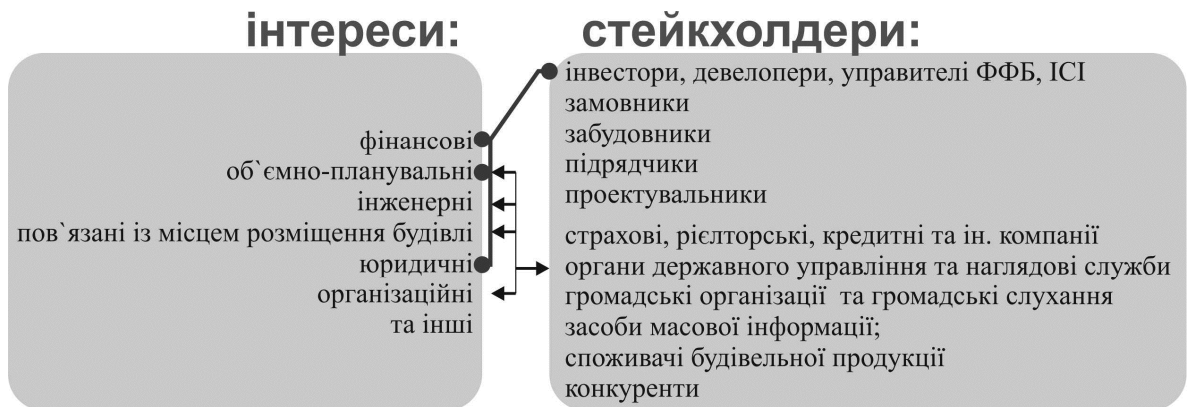 інтереси:
стейкхолдери:
фінансові
об`ємно-планувальні
інженерні
пов`язані із місцем розміщення будівлі
юридичні
організаційні
та інші
інвестори, девелопери, управителі ФФБ, ІСІ
замовники
забудовники
підрядчики
проектувальники
страхові, рієлторські, кредитні та ін. компанії
органи державного управління та наглядові служби
громадські організації та громадські слухання
засоби масової інформації;
споживачі будівельної продукції
конкуренти